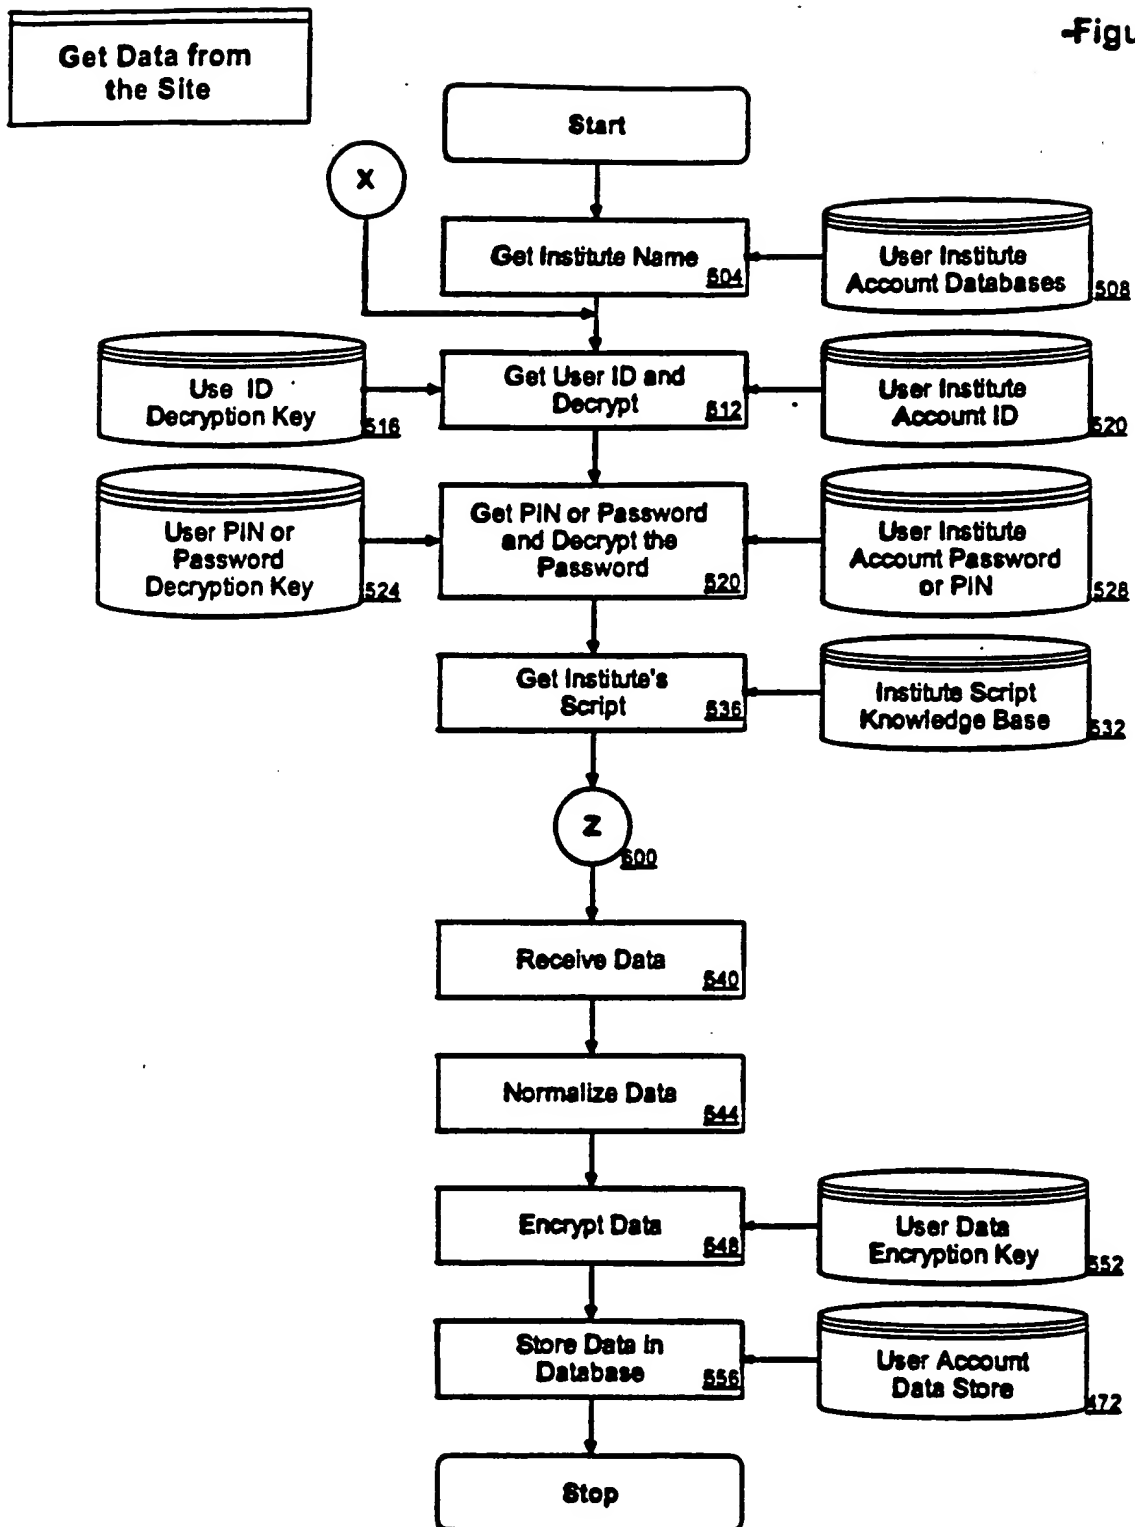 -Figu
Get Data from
the Site
Start
X
Get Institute Name
504
User Institute
Account Databases
508
Use ID
Decryption Key
516
Get User ID and
Decrypt
512
User Institute
Account ID
520
User PIN or
Password
Decryption Key
524
Get PIN or Password
and Decrypt the
Password
520
User Institute
Account Password
or PIN
528
Get Institute's
Script
536
Institute Script
Knowledge Base
532
Z
600
Receive Data
540
Normalize Data
544
Encrypt Data
548
User Data
Encryption Key
552
Store Data in
Database
556
User Account
Data Store
472
Stop